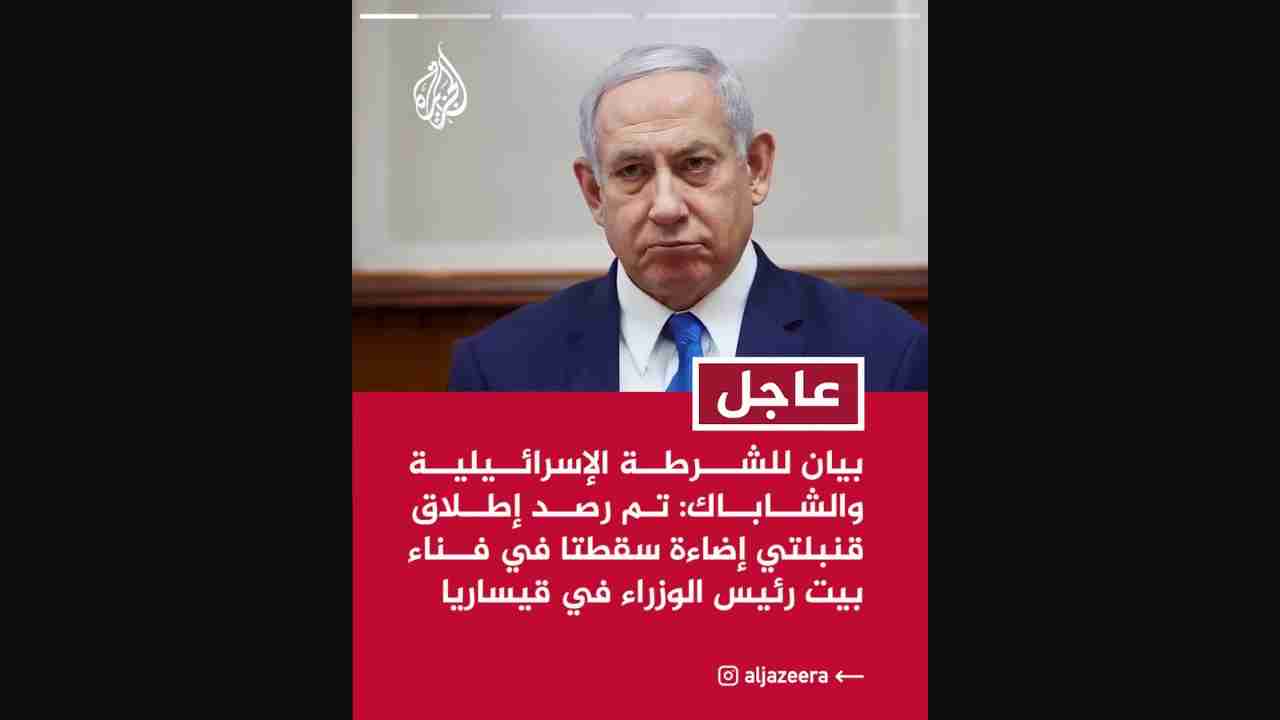 الجزيرة
عاجل
بيان للشرطة الإسرائيلية
والشاباك: تم رصد إطلاق
قنبلتي إضاءة سقطتا في فناء
بيت رئيس الوزراء في قيساريا
aljazeera